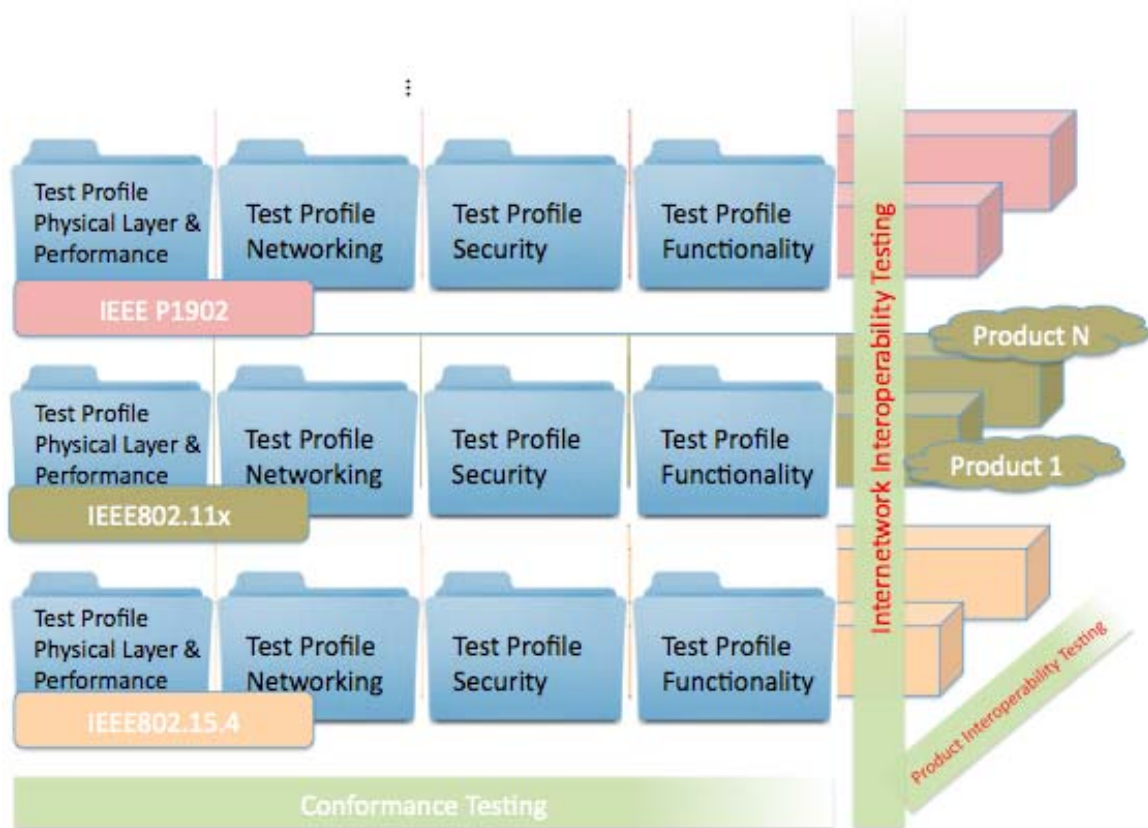 ⋮
Test Profile
Physical Layer &
Performance
Test Profile
Networking
Test Profile
Security
Test Profile
Functionality
IEEE P1902
Test Profile
Physical Layer &
Performance
Test Profile
Networking
Test Profile
Security
Test Profile
Functionality
IEEE802.11x
Test Profile
Physical Layer &
Performance
Test Profile
Networking
Test Profile
Security
Test Profile
Functionality
IEEE802.15.4
Conformance Testing
Internetwork Interoperability Testing
Product N
Product 1
Product Interoperability Testing